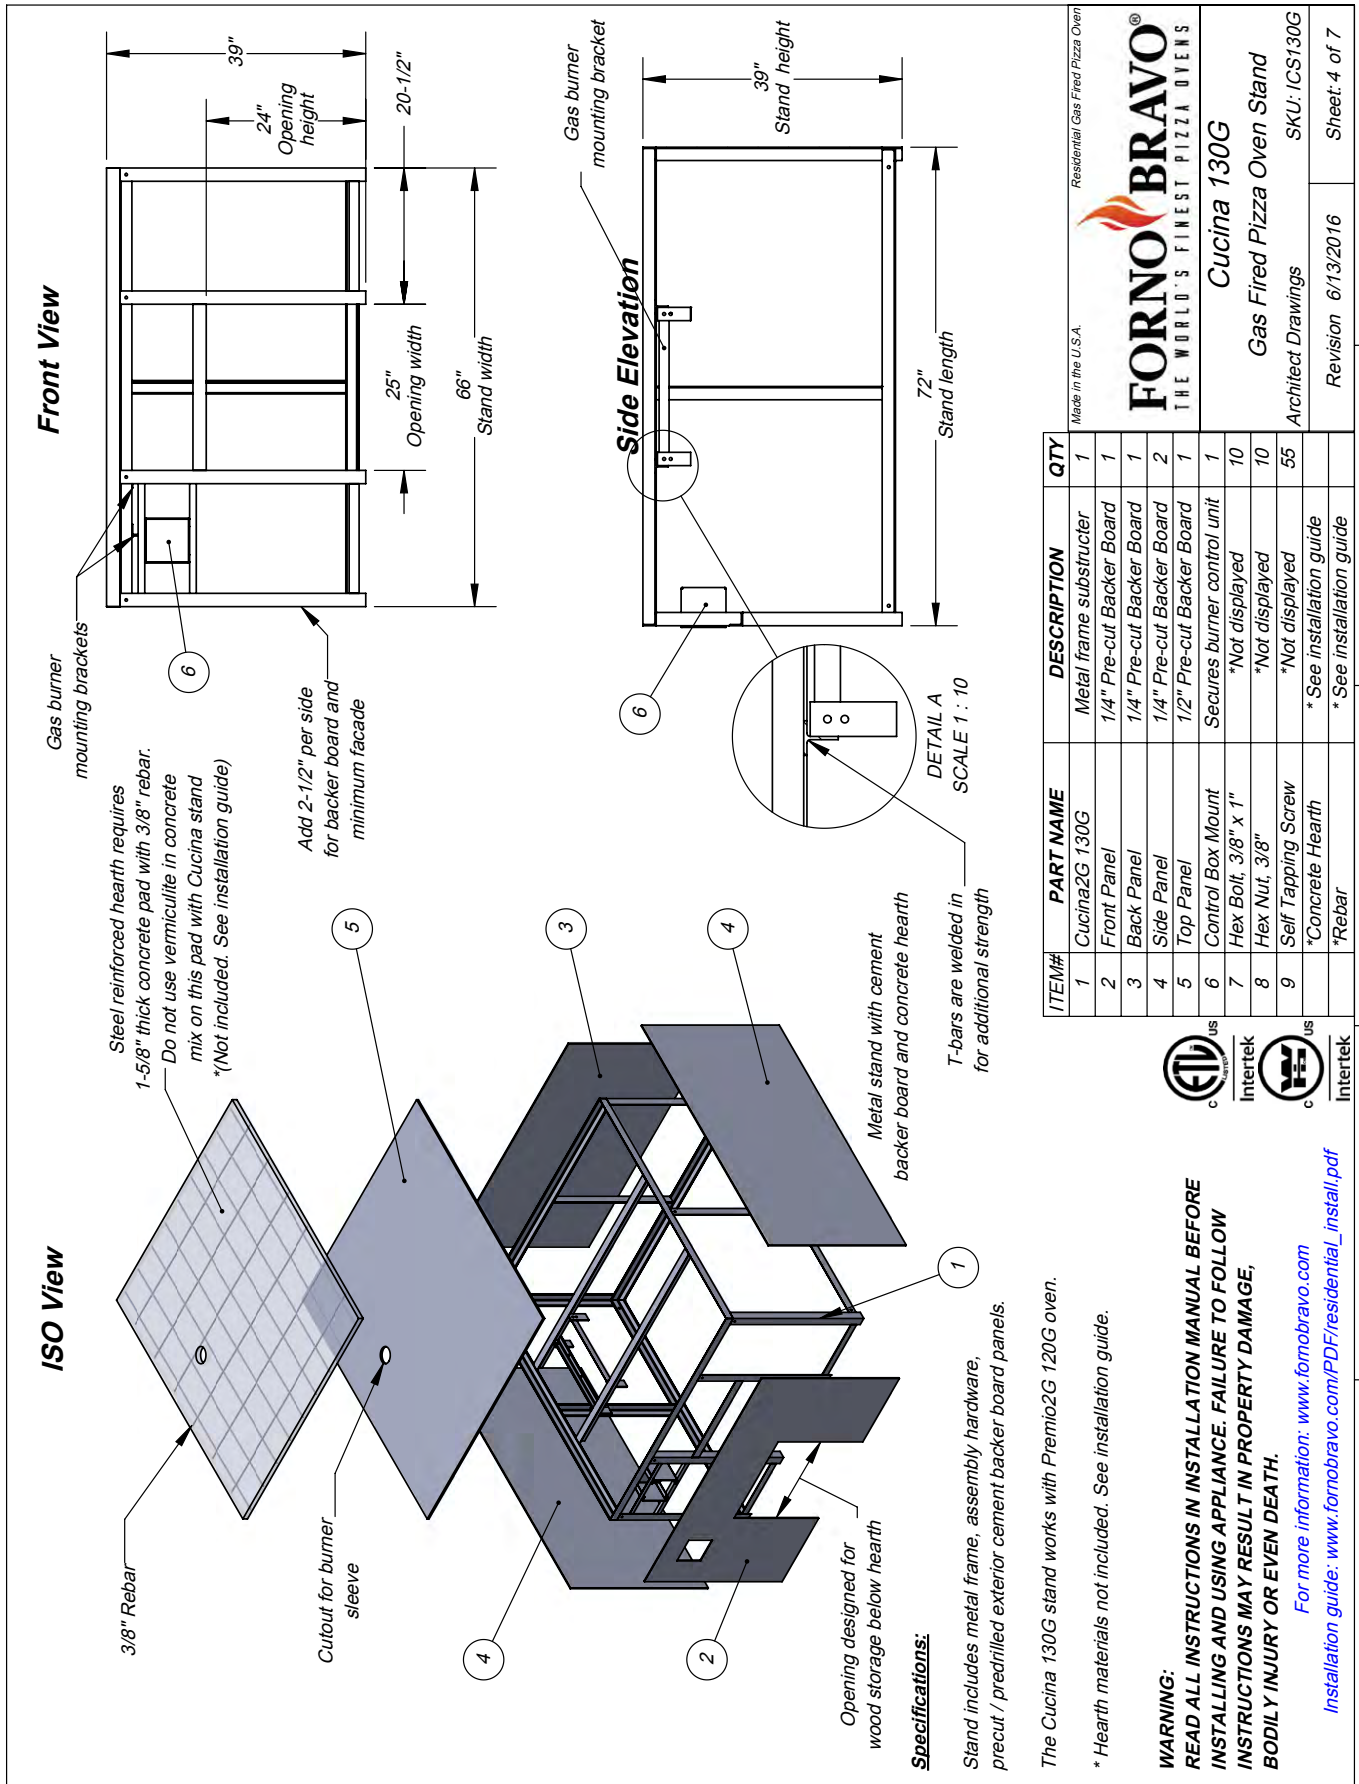 ISO View
Front View
3/8" Rebar
Steel reinforced hearth requires
1-5/8" thick concrete pad with 3/8" rebar.
Do not use vermiculite in concrete
mix on this pad with Cucina stand
*(Not included. See installation guide)
Cutout for burner
sleeve
5
3
4
4
2
1
Opening designed for
wood storage below hearth
Metal stand with cement
backer board and concrete hearth
Gas burner
mounting brackets
6
39"
24"
Opening
height
20-1/2"
25"
Opening width
66"
Stand width
Add 2-1/2" per side
for backer board and
minimum facade
Side Elevation
Gas burner
mounting bracket
39"
Stand height
72"
Stand length
6
DETAIL A
SCALE 1 : 10
T-bars are welded in
for additional strength
Specifications:
Stand includes metal frame, assembly hardware,
precut / predrilled exterior cement backer board panels.
The Cucina 130G stand works with Premio2G 120G oven.
* Hearth materials not included. See installation guide.
WARNING:
READ ALL INSTRUCTIONS IN INSTALLATION MANUAL BEFORE
INSTALLING AND USING APPLIANCE. FAILURE TO FOLLOW
INSTRUCTIONS MAY RESULT IN PROPERTY DAMAGE,
BODILY INJURY OR EVEN DEATH.
For more information: www.fornobravo.com
Installation guide: www.fornobravo.com/PDF/residential_install.pdf
ETL
LISTED
C US
Intertek
WH
C US
Intertek
ITEM# PART NAME DESCRIPTION QTY
1 Cucina2G 130G Metal frame substructer 1
2 Front Panel 1/4" Pre-cut Backer Board 1
3 Back Panel 1/4" Pre-cut Backer Board 1
4 Side Panel 1/4" Pre-cut Backer Board 2
5 Top Panel 1/2" Pre-cut Backer Board 1
6 Control Box Mount Secures burner control unit 1
7 Hex Bolt, 3/8" x 1" *Not displayed 10
8 Hex Nut, 3/8" *Not displayed 10
9 Self Tapping Screw *Not displayed 55
*Concrete Hearth * See installation guide
*Rebar * See installation guide
Made in the U.S.A. Residential Gas Fired Pizza Oven
FORNO BRAVO®
THE WORLD'S FINEST PIZZA OVENS
Cucina 130G
Gas Fired Pizza Oven Stand
Architect Drawings SKU: ICS130G
Revision 6/13/2016 Sheet: 4 of 7